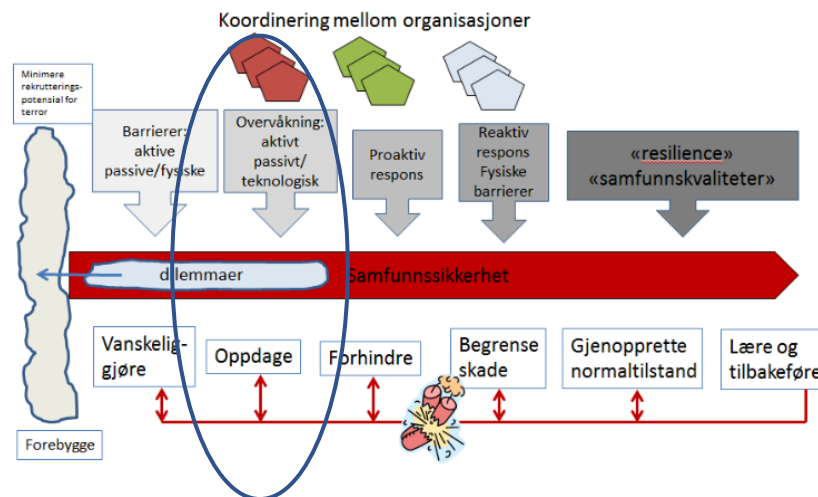 Koordinering mellom organisasjoner
Minimere
rekrutterings-
potensial for
terror
Barrierer:
aktive
passive/fysiske
Overvåkning:
aktivt
passivt/
teknologisk
Proaktiv
respons
Reaktiv
respons
Fysiske
barrierer
«resilience»
«samfunnskvaliteter»
dilemmaer
Samfunnssikkerhet
Vanskelig-
gjøre
Oppdage
Forhindre
Begrense
skade
Gjenopprette
normaltilstand
Lære og
tilbakeføre
Forebygge